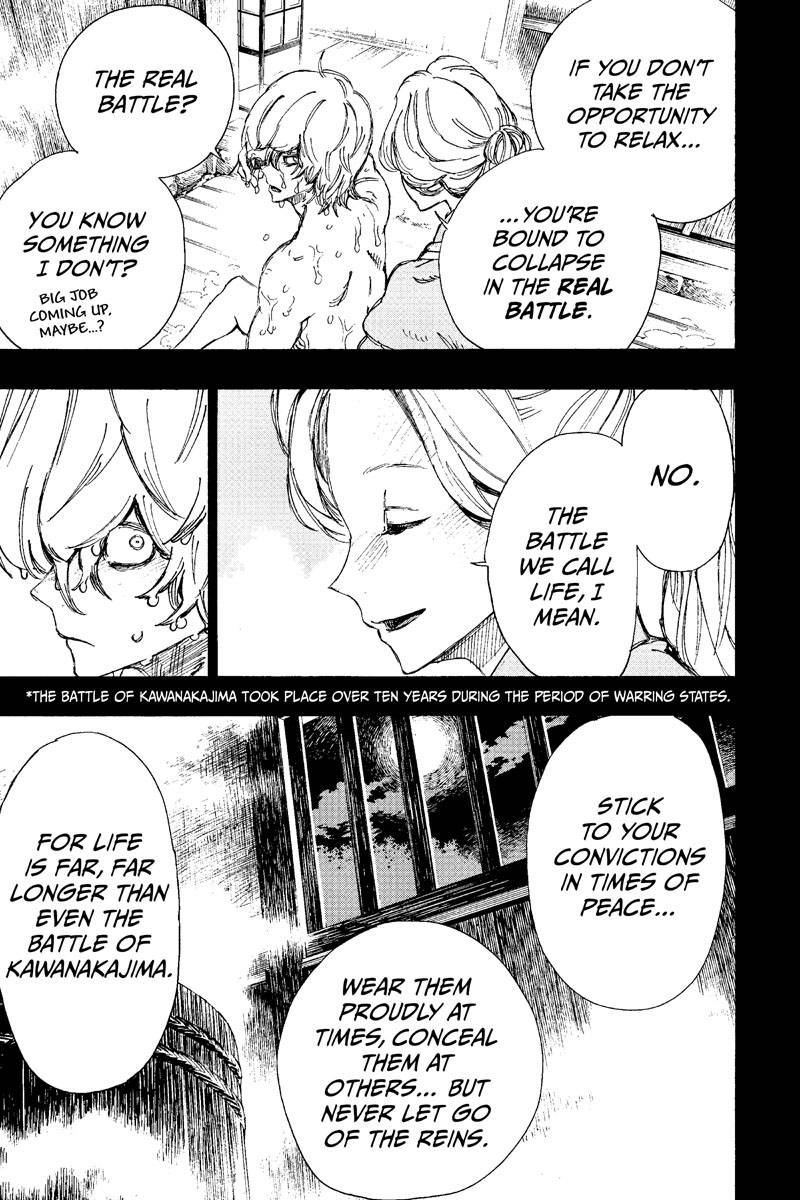 IF YOU DON'T
TAKE THE
OPPORTUNITY
TO RELAX...
...YOU'RE
BOUND TO
COLLAPSE
IN THE REAL
BATTLE.
THE REAL
BATTLE?
YOU KNOW
SOMETHING
I DON'T?
BIG JOB
COMING UP,
MAYBE...?
NO.
THE
BATTLE
WE CALL
LIFE, I
MEAN.
*THE BATTLE OF KAWANAKAJIMA TOOK PLACE OVER TEN YEARS DURING THE PERIOD OF WARRING STATES.
STICK
TO YOUR
CONVICTIONS
IN TIMES OF
PEACE...
WEAR THEM
PROUDLY AT
TIMES, CONCEAL
THEM AT
OTHERS... BUT
NEVER LET GO
OF THE REINS.
FOR LIFE
IS FAR, FAR
LONGER THAN
EVEN THE
BATTLE OF
KAWANAKAJIMA.